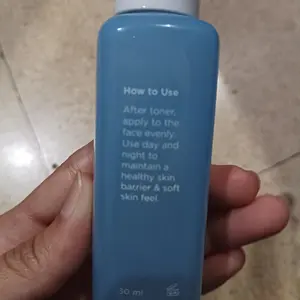 How to Use
After toner,
apply to the
face evenly.
Use day and
night to
maintain a
healthy skin
barrier & soft
skin feel.
ml